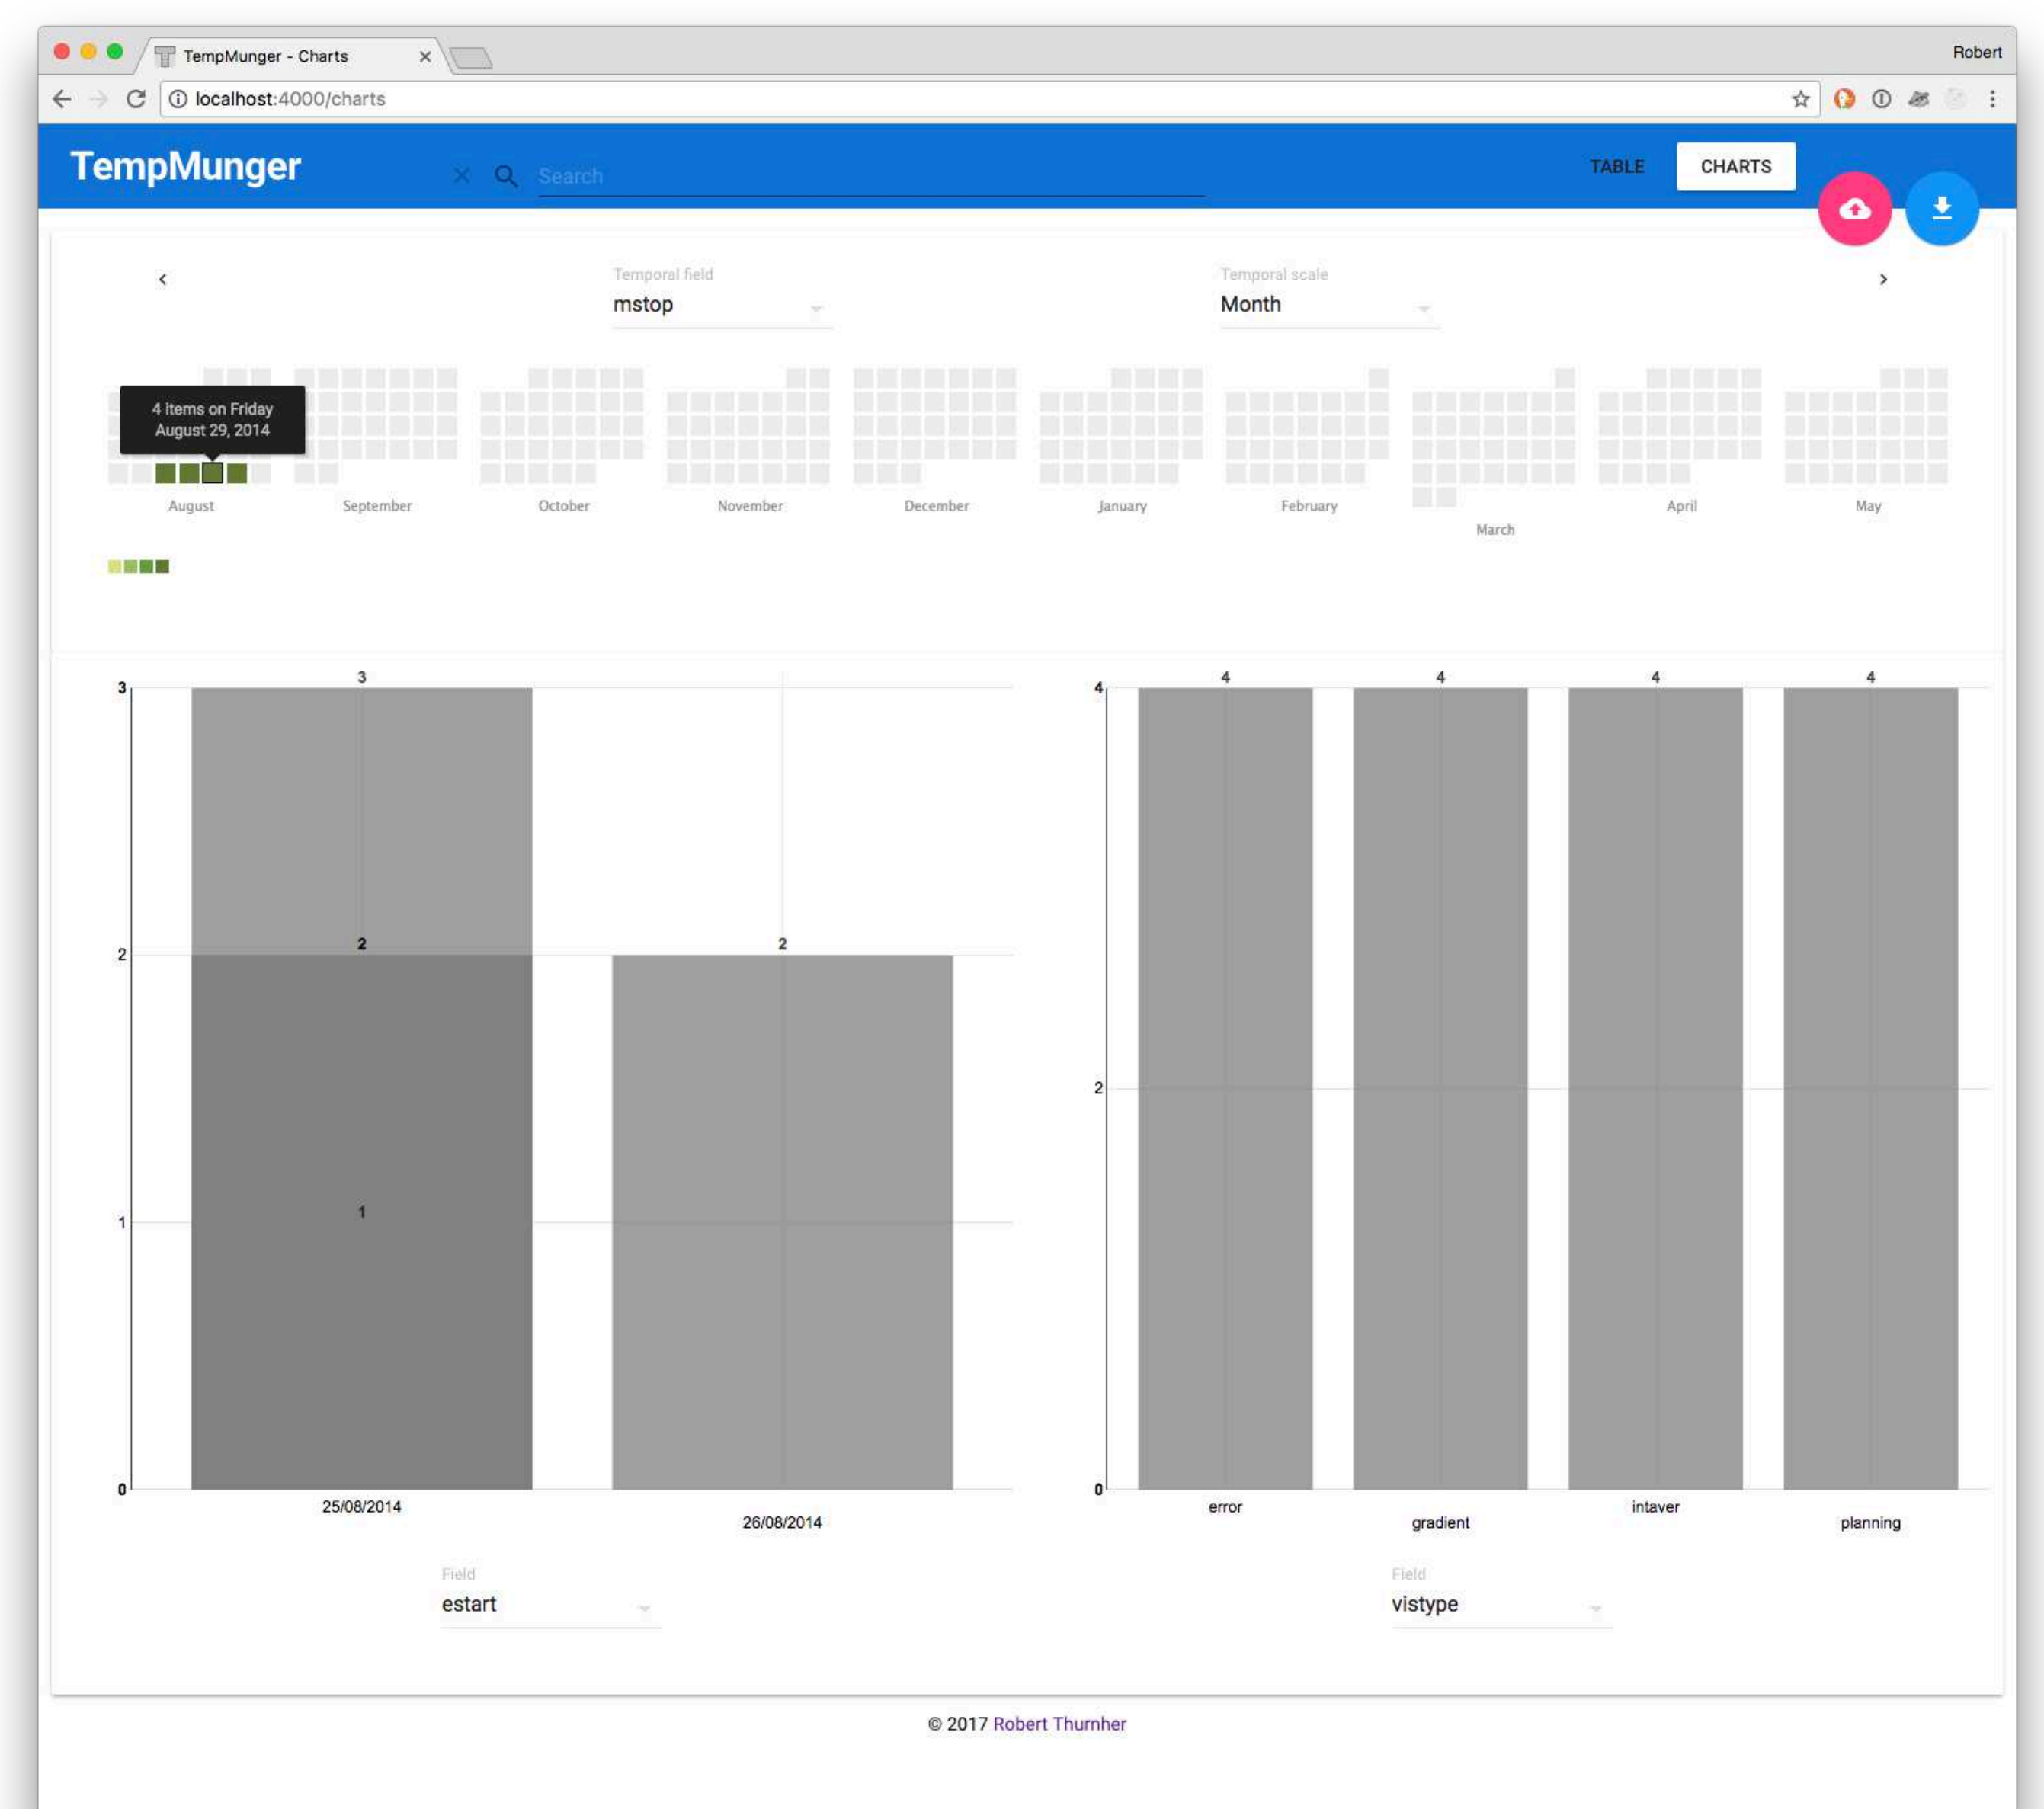 TempMunger - Charts
Robert
localhost:4000/charts
TempMunger
Search
TABLE
CHARTS
Temporal field
mstop
Temporal scale
Month
4 items on Friday
August 29, 2014
August
September
October
November
December
January
February
March
April
May
3
2
1
0
3
2
1
2
25/08/2014
26/08/2014
Field
estart
4
2
0
4
4
4
4
error
gradient
intaver
planning
Field
vistype
© 2017 Robert Thurnher